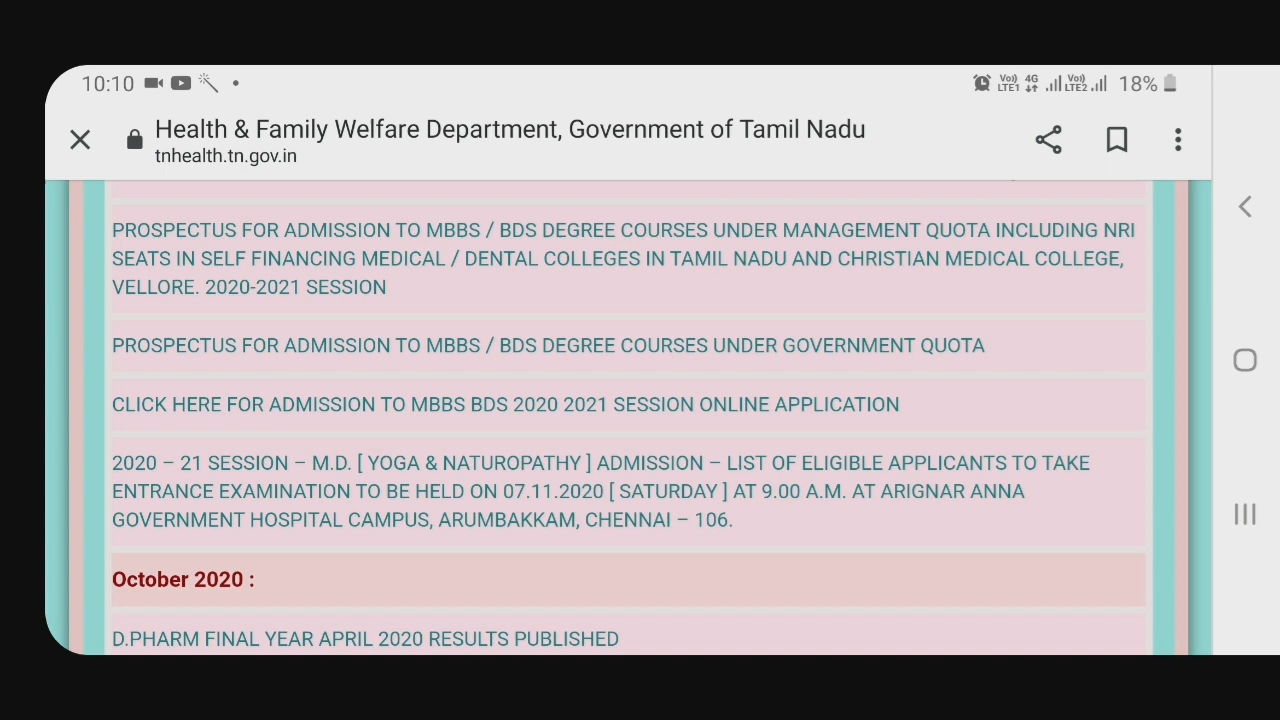 10:10 VoLTE1 4G VoLTE2 18%
Health & Family Welfare Department, Government of Tamil Nadu
tnhealth.tn.gov.in
PROSPECTUS FOR ADMISSION TO MBBS / BDS DEGREE COURSES UNDER MANAGEMENT QUOTA INCLUDING NRI
SEATS IN SELF FINANCING MEDICAL / DENTAL COLLEGES IN TAMIL NADU AND CHRISTIAN MEDICAL COLLEGE,
VELLORE. 2020-2021 SESSION
PROSPECTUS FOR ADMISSION TO MBBS / BDS DEGREE COURSES UNDER GOVERNMENT QUOTA
CLICK HERE FOR ADMISSION TO MBBS BDS 2020 2021 SESSION ONLINE APPLICATION
2020 – 21 SESSION – M.D. [ YOGA & NATUROPATHY ] ADMISSION – LIST OF ELIGIBLE APPLICANTS TO TAKE
ENTRANCE EXAMINATION TO BE HELD ON 07.11.2020 [ SATURDAY ] AT 9.00 A.M. AT ARIGNAR ANNA
GOVERNMENT HOSPITAL CAMPUS, ARUMBAKKAM, CHENNAI – 106.
October 2020 :
D.PHARM FINAL YEAR APRIL 2020 RESULTS PUBLISHED